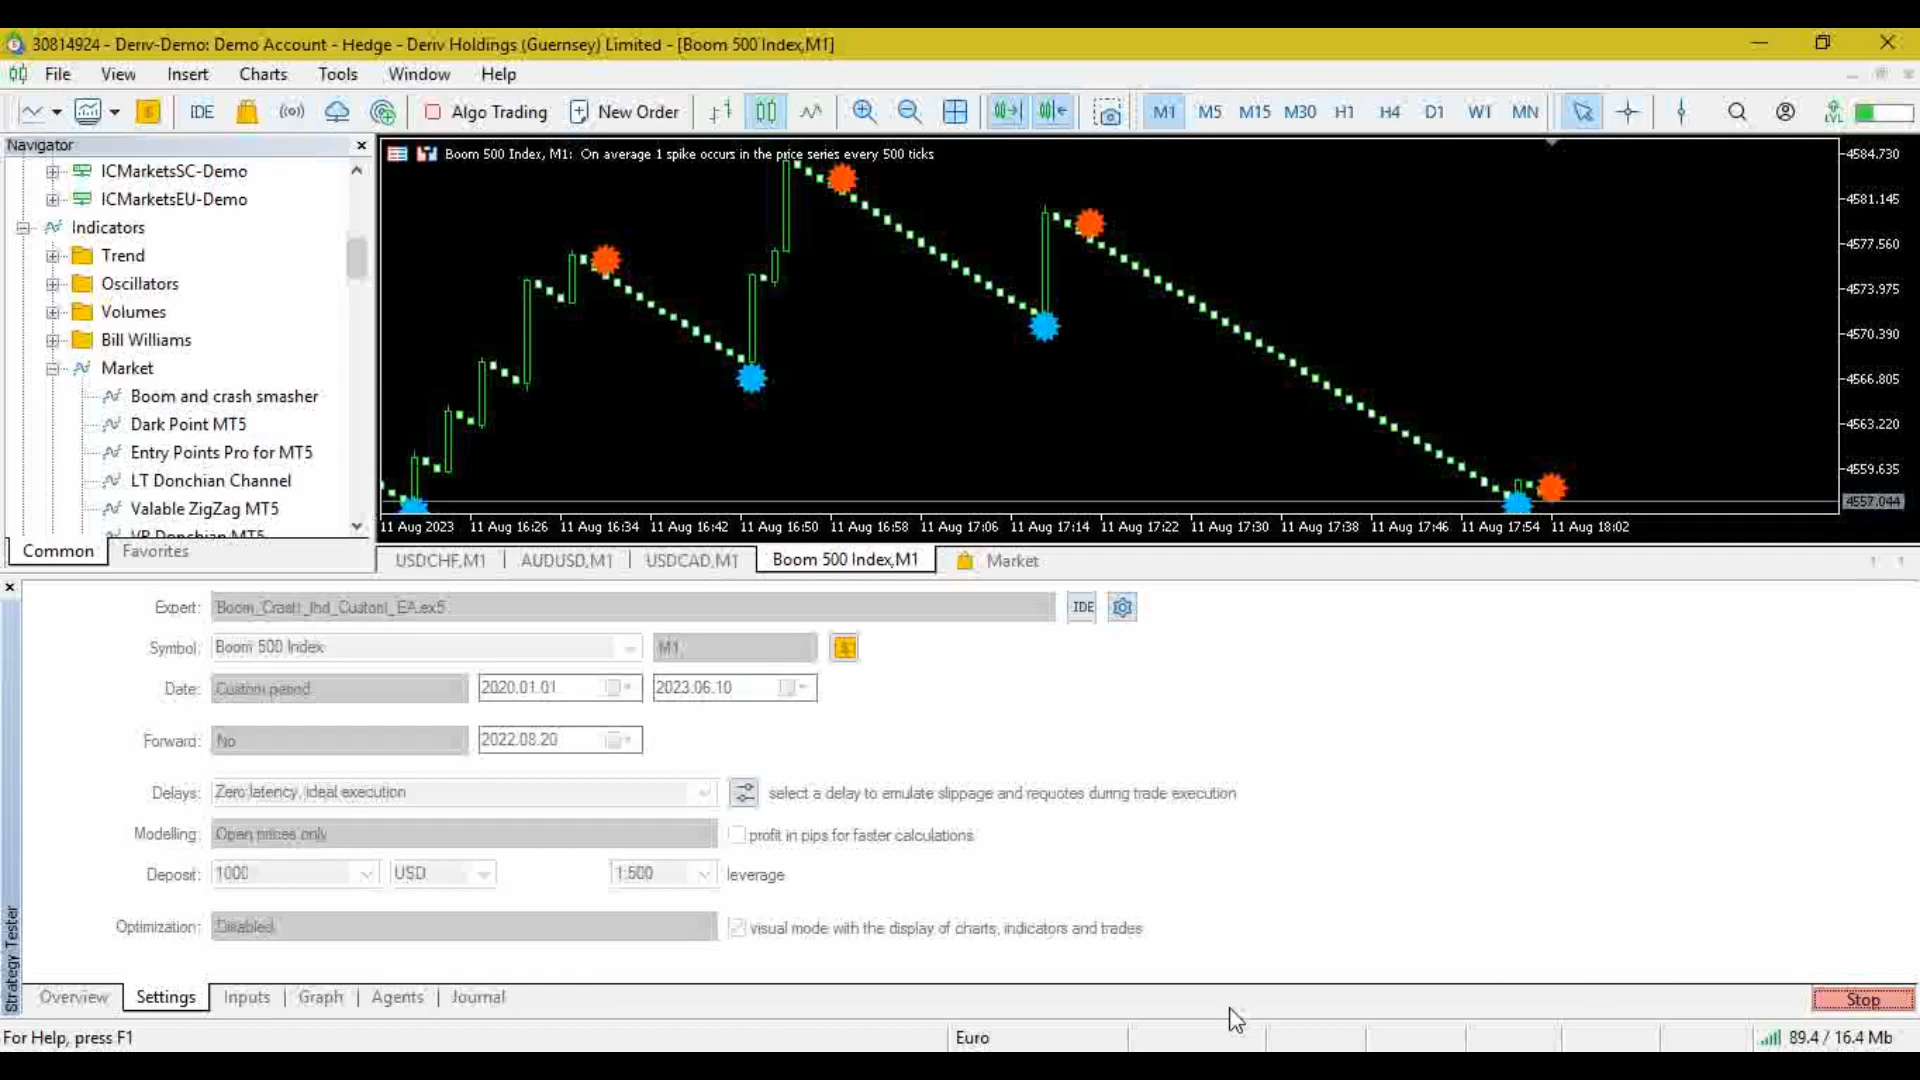 30814924 - Deriv-Demo: Demo Account - Hedge - Deriv Holdings (Guernsey) Limited - [Boom 500 Index,M1]
File View Insert Charts Tools Window Help
IDE Algo Trading New Order M1 M5 M15 M30 H1 H4 D1 W1 MN
Navigator
ICMarketsSC-Demo
ICMarketsEU-Demo
Indicators
Trend
Oscillators
Volumes
Bill Williams
Market
Boom and crash smasher
Dark Point MT5
Entry Points Pro for MT5
LT Donchian Channel
Valable ZigZag MT5
VR Donchian MT5
Common Favorites
Boom 500 Index, M1: On average 1 spike occurs in the price series every 500 ticks
4584.730
4581.145
4577.560
4573.975
4570.390
4566.805
4563.220
4559.635
4557.044
11 Aug 2023 11 Aug 16:26 11 Aug 16:34 11 Aug 16:42 11 Aug 16:50 11 Aug 16:58 11 Aug 17:06 11 Aug 17:14 11 Aug 17:22 11 Aug 17:30 11 Aug 17:38 11 Aug 17:46 11 Aug 17:54 11 Aug 18:02
USDCHF,M1 AUDUSD,M1 USDCAD,M1 Boom 500 Index,M1 Market
Expert: IDE
Symbol: Boom 500 Index M1
Date: Custom period 2020.01.01 2023.06.10
Forward: No 2022.08.20
Delays: Zero latency, ideal execution select a delay to emulate slippage and requotes during trade execution
Modelling: Open prices only profit in pips for faster calculations
Deposit: 1000 USD 1:500 leverage
Optimization: Disabled visual mode with the display of charts, indicators and trades
Strategy Tester
Overview Settings Inputs Graph Agents Journal Stop
For Help, press F1 Euro 89.4 / 16.4 Mb